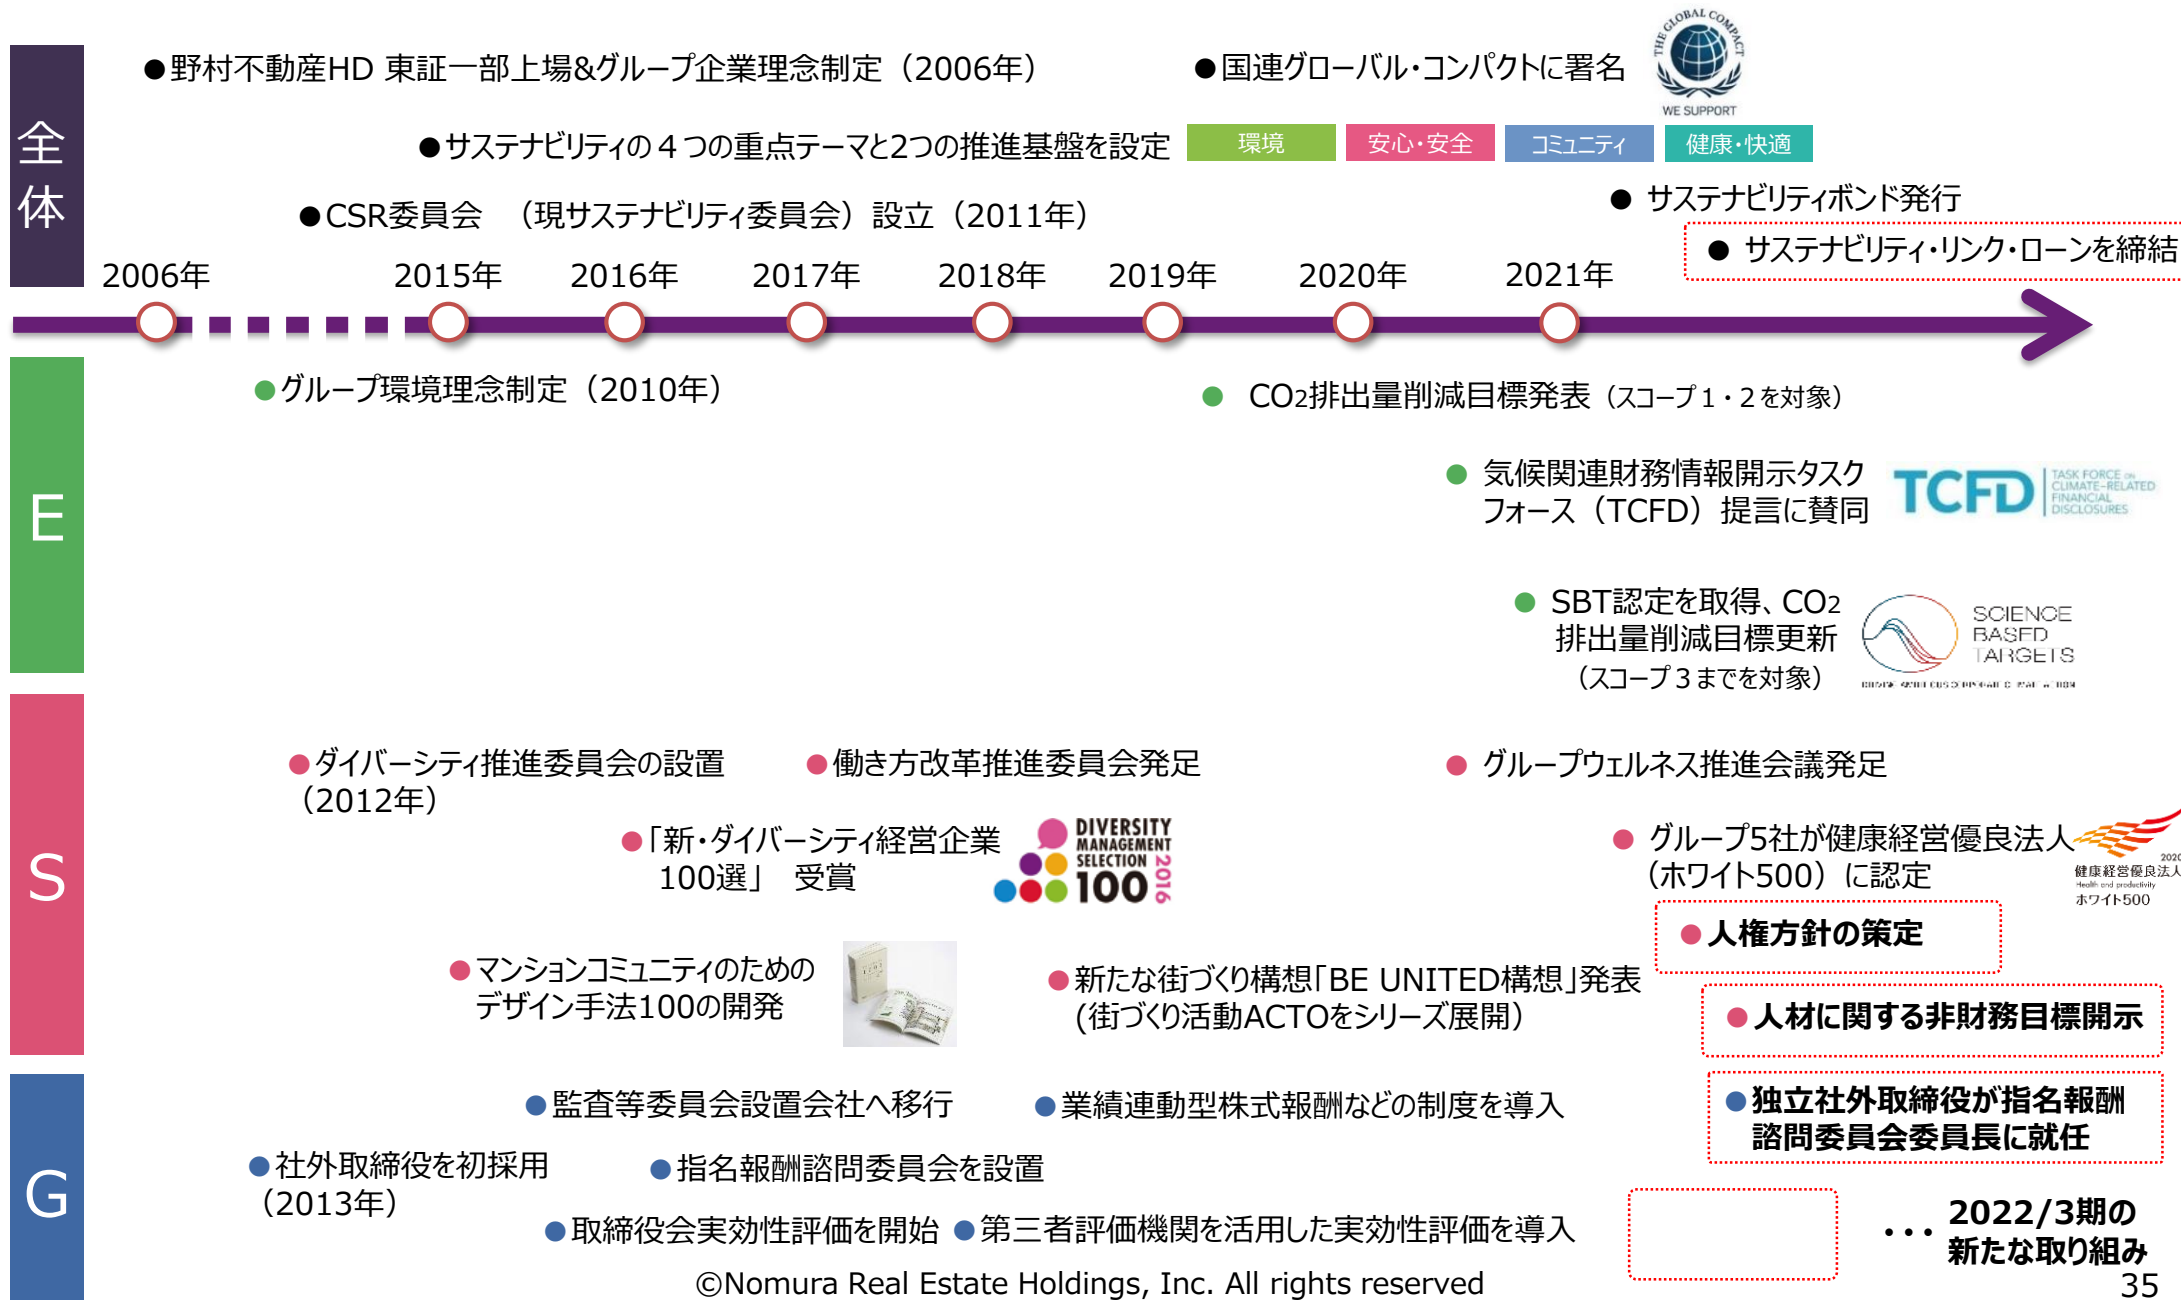 全体
●野村不動産HD 東証一部上場&グループ企業理念制定（2006年）
●国連グローバル・コンパクトに署名
THE GLOBAL COMPACT
WE SUPPORT
●サステナビリティの４つの重点テーマと2つの推進基盤を設定
環境
安心・安全
コミュニティ
健康・快適
●CSR委員会　（現サステナビリティ委員会）設立（2011年）
● サステナビリティボンド発行
● サステナビリティ・リンク・ローンを締結
2006年 2015年 2016年 2017年 2018年 2019年 2020年 2021年
E
●グループ環境理念制定（2010年）
● CO2排出量削減目標発表（スコープ１・２を対象）
● 気候関連財務情報開示タスク
フォース（TCFD）提言に賛同
TCFD
TASK FORCE ON
CLIMATE-RELATED
FINANCIAL
DISCLOSURES
● SBT認定を取得、CO2
排出量削減目標更新
（スコープ３までを対象）
SCIENCE
BASED
TARGETS
S
●ダイバーシティ推進委員会の設置
（2012年）
●働き方改革推進委員会発足
● グループウェルネス推進会議発足
●「新・ダイバーシティ経営企業
100選」　受賞
DIVERSITY
MANAGEMENT
SELECTION
100
2016
● グループ5社が健康経営優良法人
（ホワイト500）に認定
2020
健康経営優良法人
Health and productivity
ホワイト500
●人権方針の策定
●マンションコミュニティのための
デザイン手法100の開発
●新たな街づくり構想「BE UNITED構想」発表
(街づくり活動ACTOをシリーズ展開）
●人材に関する非財務目標開示
G
●監査等委員会設置会社へ移行
●業績連動型株式報酬などの制度を導入
●独立社外取締役が指名報酬
諮問委員会委員長に就任
●社外取締役を初採用
（2013年）
●指名報酬諮問委員会を設置
●取締役会実効性評価を開始
●第三者評価機関を活用した実効性評価を導入
・・・ 2022/3期の
新たな取り組み
©Nomura Real Estate Holdings, Inc. All rights reserved
35